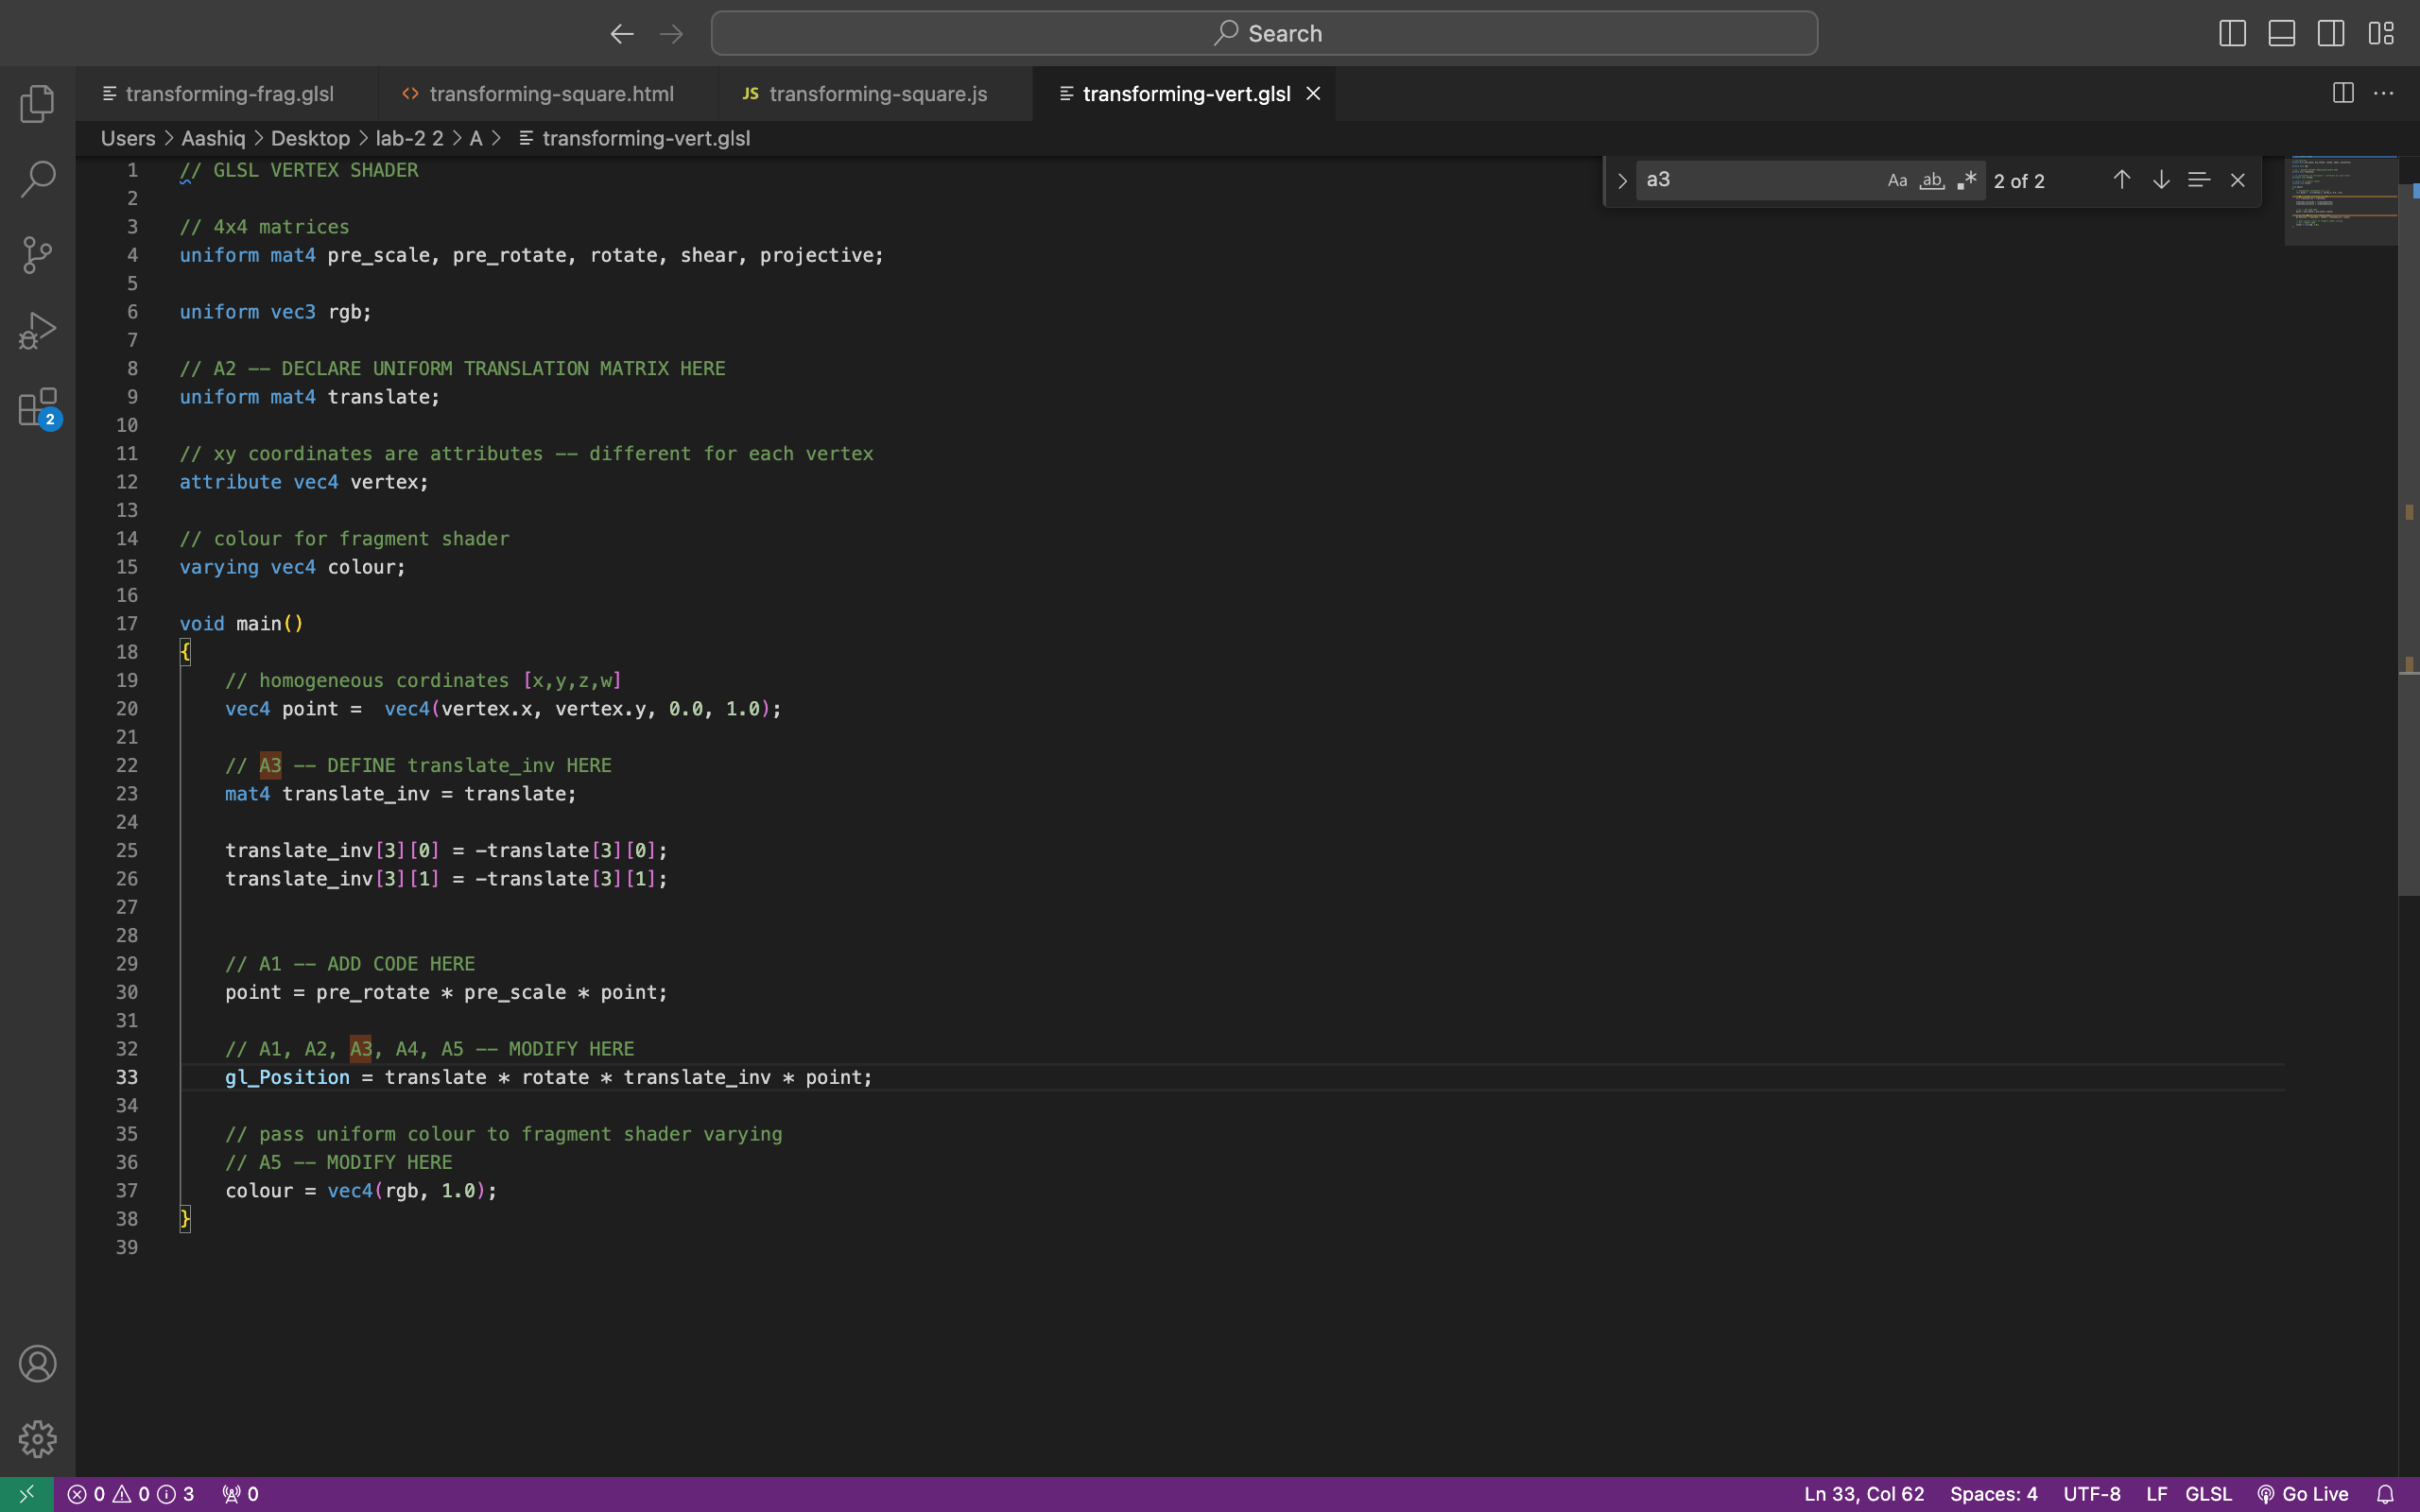 Search
transforming-frag.glsl
<> transforming-square.html
JS transforming-square.js
transforming-vert.glsl
Users > Aashiq > Desktop > lab-2 2 > A > transforming-vert.glsl
a3 Aa ab 2 of 2
1 // GLSL VERTEX SHADER
2
3 // 4x4 matrices
4 uniform mat4 pre_scale, pre_rotate, rotate, shear, projective;
5
6 uniform vec3 rgb;
7
8 // A2 -- DECLARE UNIFORM TRANSLATION MATRIX HERE
9 uniform mat4 translate;
10
11 // xy coordinates are attributes -- different for each vertex
12 attribute vec4 vertex;
13
14 // colour for fragment shader
15 varying vec4 colour;
16
17 void main()
18 {
19 // homogeneous cordinates [x,y,z,w]
20 vec4 point =  vec4(vertex.x, vertex.y, 0.0, 1.0);
21
22 // A3 -- DEFINE translate_inv HERE
23 mat4 translate_inv = translate;
24
25 translate_inv[3][0] = -translate[3][0];
26 translate_inv[3][1] = -translate[3][1];
27
28
29 // A1 -- ADD CODE HERE
30 point = pre_rotate * pre_scale * point;
31
32 // A1, A2, A3, A4, A5 -- MODIFY HERE
33 gl_Position = translate * rotate * translate_inv * point;
34
35 // pass uniform colour to fragment shader varying
36 // A5 -- MODIFY HERE
37 colour = vec4(rgb, 1.0);
38 }
39
2
0 0 3 0
Ln 33, Col 62 Spaces: 4 UTF-8 LF GLSL Go Live